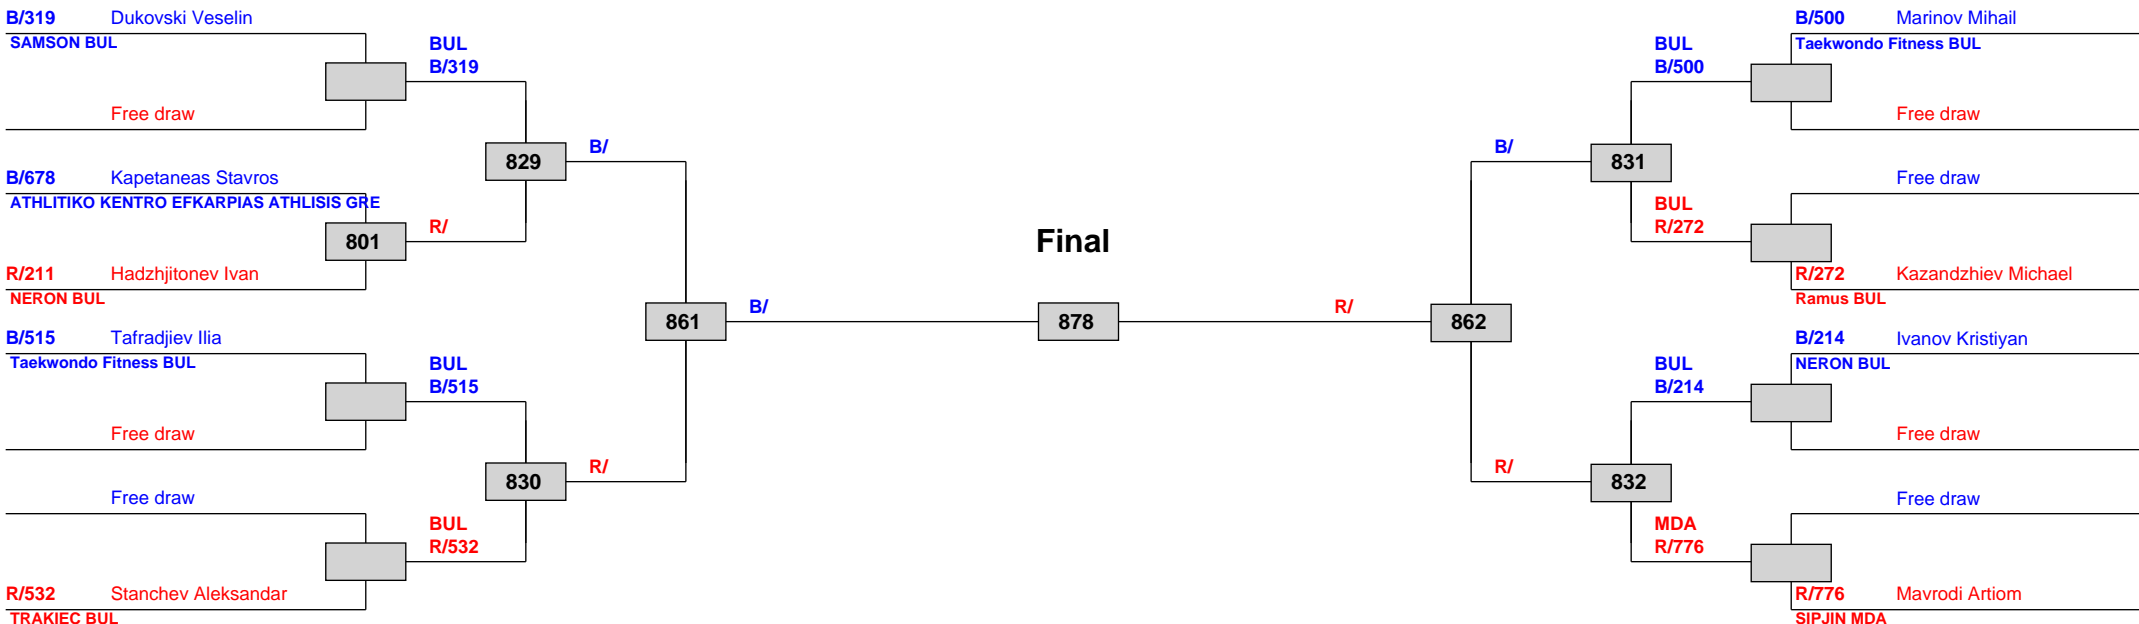 B/319 Dukovski Veselin
SAMSON BUL
Free draw
BUL
B/319
B/678 Kapetaneas Stavros
ATHLITIKO KENTRO EFKARPIAS ATHLISIS GRE
801
R/211 Hadzhjitonev Ivan
NERON BUL
R/
829
B/
B/515 Tafradjiev Ilia
Taekwondo Fitness BUL
Free draw
BUL
B/515
Free draw
R/532 Stanchev Aleksandar
TRAKIEC BUL
BUL
R/532
830
R/
861
B/
Final
878
R/
862
B/
831
BUL
B/500
B/500 Marinov Mihail
Taekwondo Fitness BUL
Free draw
Free draw
BUL
R/272
R/272 Kazandzhiev Michael
Ramus BUL
R/
832
BUL
B/214
B/214 Ivanov Kristiyan
NERON BUL
Free draw
Free draw
MDA
R/776
R/776 Mavrodi Artiom
SIPJIN MDA